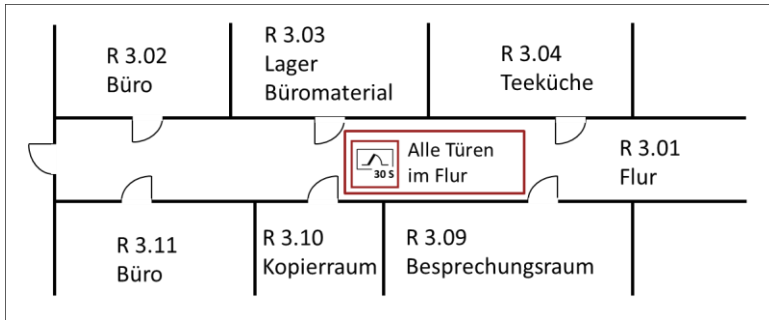 R 3.02
Büro
R 3.03
Lager
Büromaterial
R 3.04
Teeküche
30 S
Alle Türen
im Flur
R 3.01
Flur
R 3.11
Büro
R 3.10
Kopierraum
R 3.09
Besprechungsraum